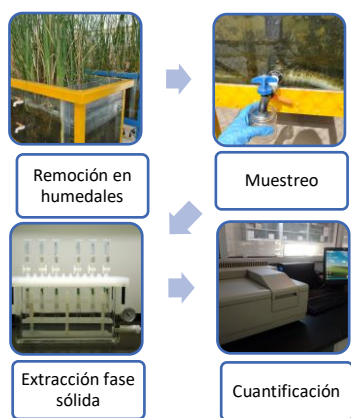 Remoción en
humedales
Muestreo
Extracción fase
sólida
Cuantificación